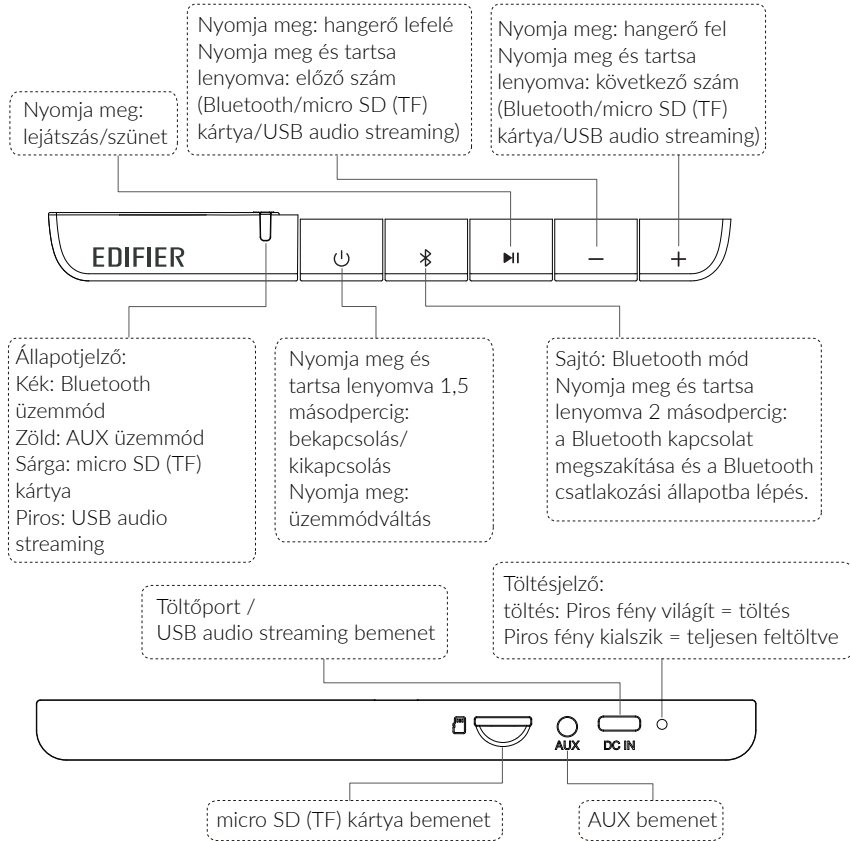 Nyomja meg: hangerő lefelé
Nyomja meg és tartsa
lenyomva: előző szám
(Bluetooth/micro SD (TF)
kártya/USB audio streaming)
Nyomja meg: hangerő fel
Nyomja meg és tartsa
lenyomva: következő szám
(Bluetooth/micro SD (TF)
kártya/USB audio streaming)
Nyomja meg:
lejátszás/szünet
EDIFIER
Állapotjelző:
Kék: Bluetooth
üzemmód
Zöld: AUX üzemmód
Sárga: micro SD (TF)
kártya
Piros: USB audio
streaming
Nyomja meg és
tartsa lenyomva 1,5
másodpercig:
bekapcsolás/
kikapcsolás
Nyomja meg:
üzemmódváltás
Sajtó: Bluetooth mód
Nyomja meg és tartsa
lenyomva 2 másodpercig:
a Bluetooth kapcsolat
megszakítása és a Bluetooth
csatlakozási állapotba lépés.
Töltőport /
USB audio streaming bemenet
Töltésjelző:
töltés: Piros fény világít = töltés
Piros fény kialszik = teljesen feltöltve
AUX
DC IN
micro SD (TF) kártya bemenet
AUX bemenet